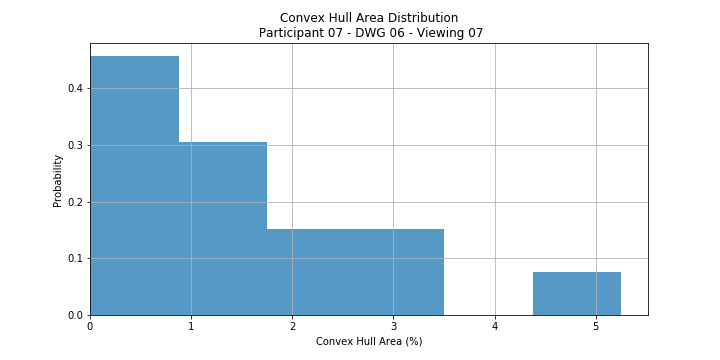 Convex Hull Area Distribution
Participant 07 - DWG 06 - Viewing 07
Probability
0.4
0.3
0.2
0.1
0.0
0 1 2 3 4 5
Convex Hull Area (%)